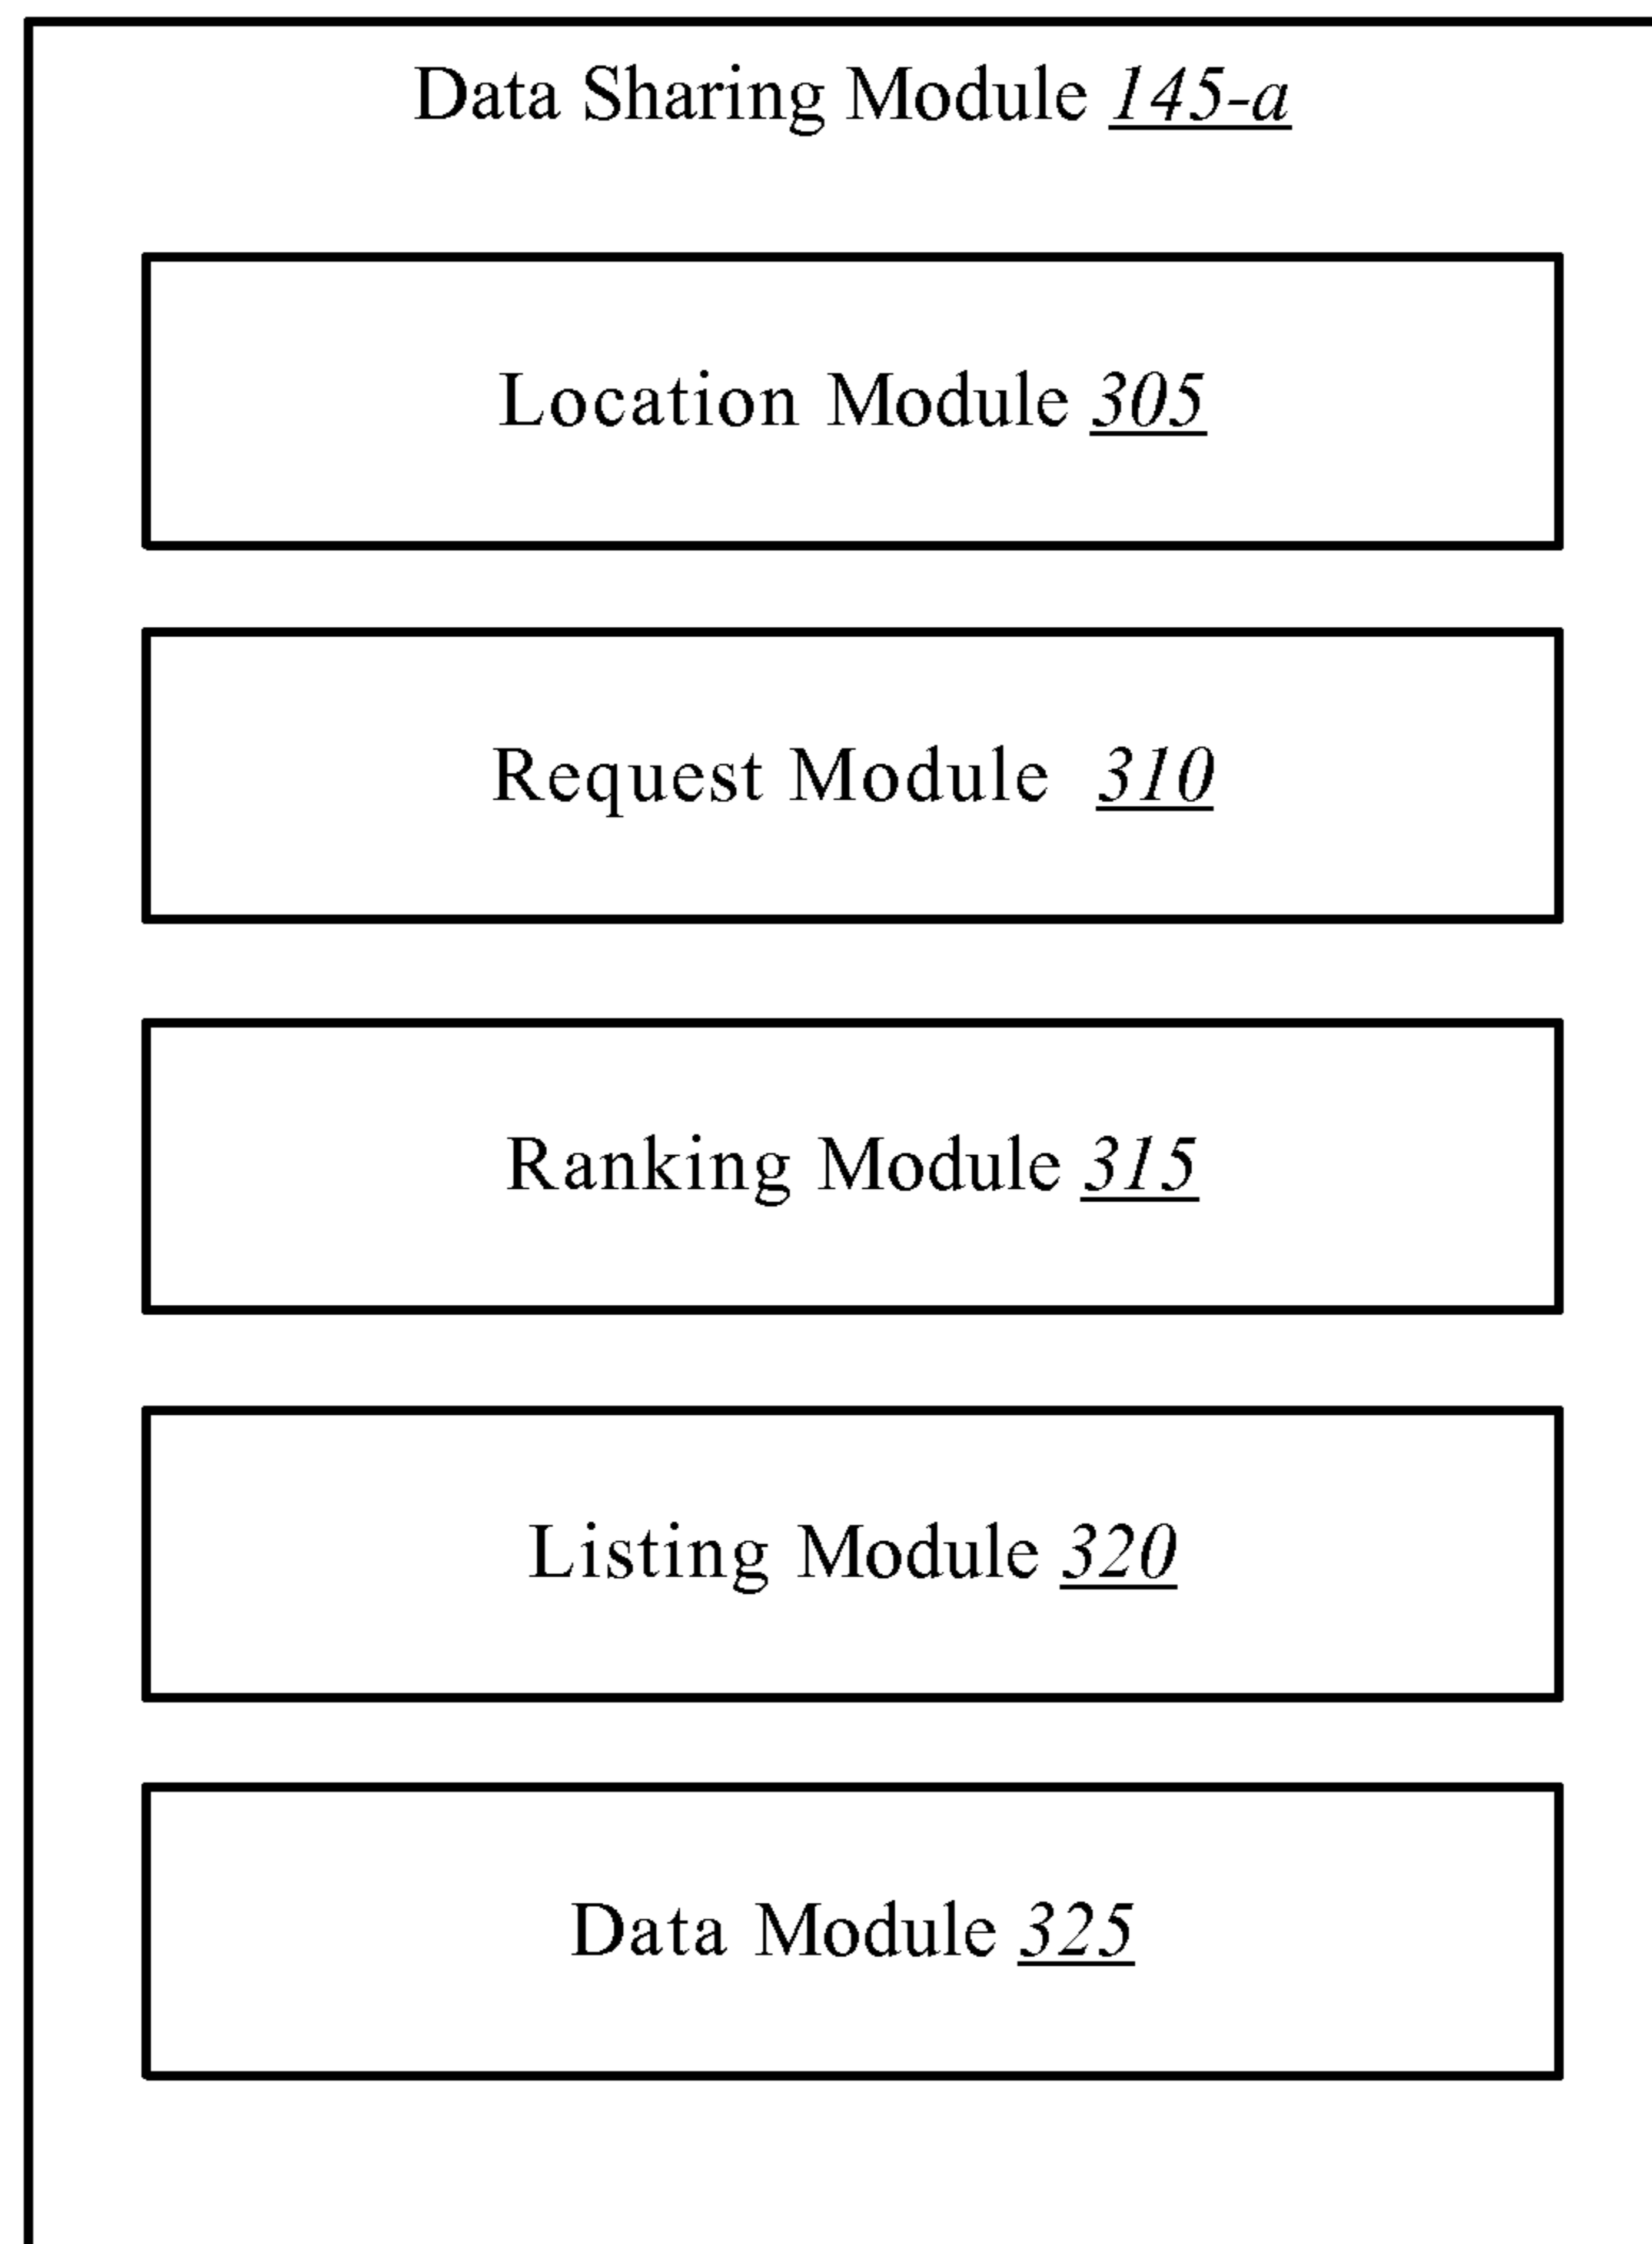 Data Sharing Module 145-a
Location Module 305
Request Module 310
Ranking Module 315
Listing Module 320
Data Module 325